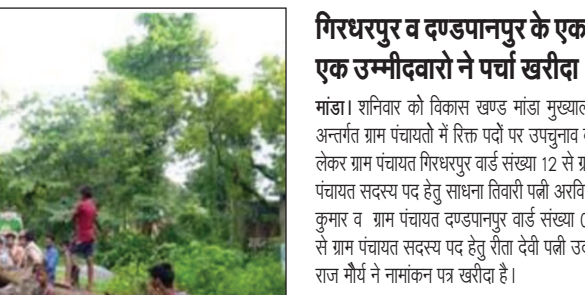 गिरधरपुर व दण्डपानपुर के एक
एक उम्मीदवारो ने पर्चा खरीदा
मांडा। शनिवार को विकास खण्ड मांडा
अन्तर्गत ग्राम पंचायतो में रिक्त पदों पर उपचुनाव
लेकर ग्राम पंचायत गिरधरपुर वार्ड संख्या 12 से
पंचायत सदस्य पद हेतु साधना तिवारी पत्नी
कुमार व ग्राम पंचायत दण्डपानपुर वार्ड संख्या
से ग्राम पंचायत सदस्य पद हेतु रीता देवी पत्नी
राज मौर्य ने नामांकन पत्र खरीदा है।